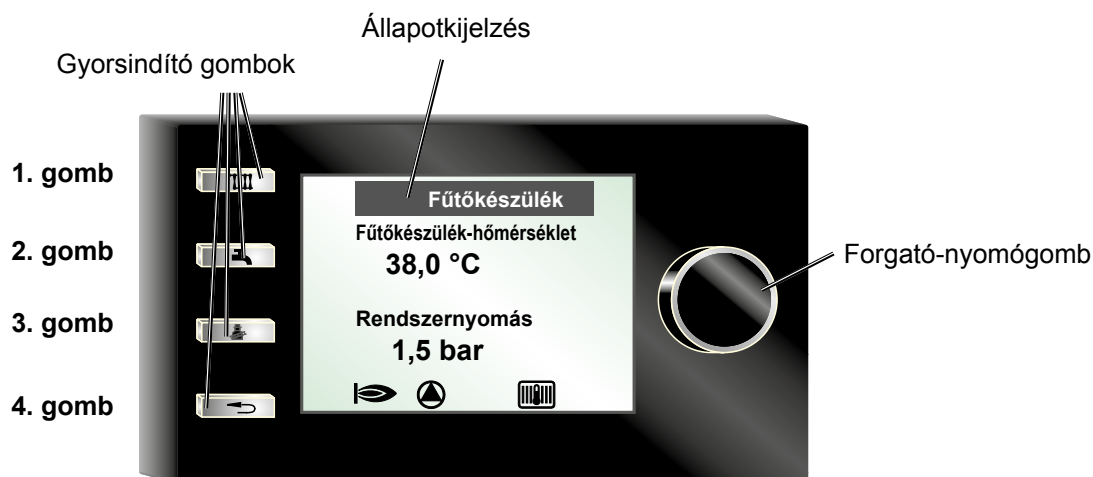 Állapotkijelzés
Gyorsindító gombok
1. gomb
2. gomb
3. gomb
4. gomb
Fűtőkészülék
Fűtőkészülék-hőmérséklet
38,0 °C
Rendszernyomás
1,5 bar
Forgató-nyomógomb